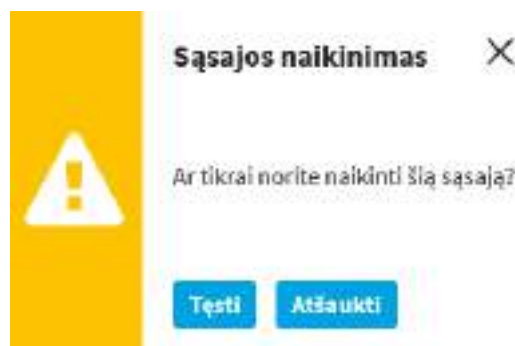 Sąsajos naikinimas
Ar tikrai norite naikinti šią sąsają?
Tęsti Atšaukti